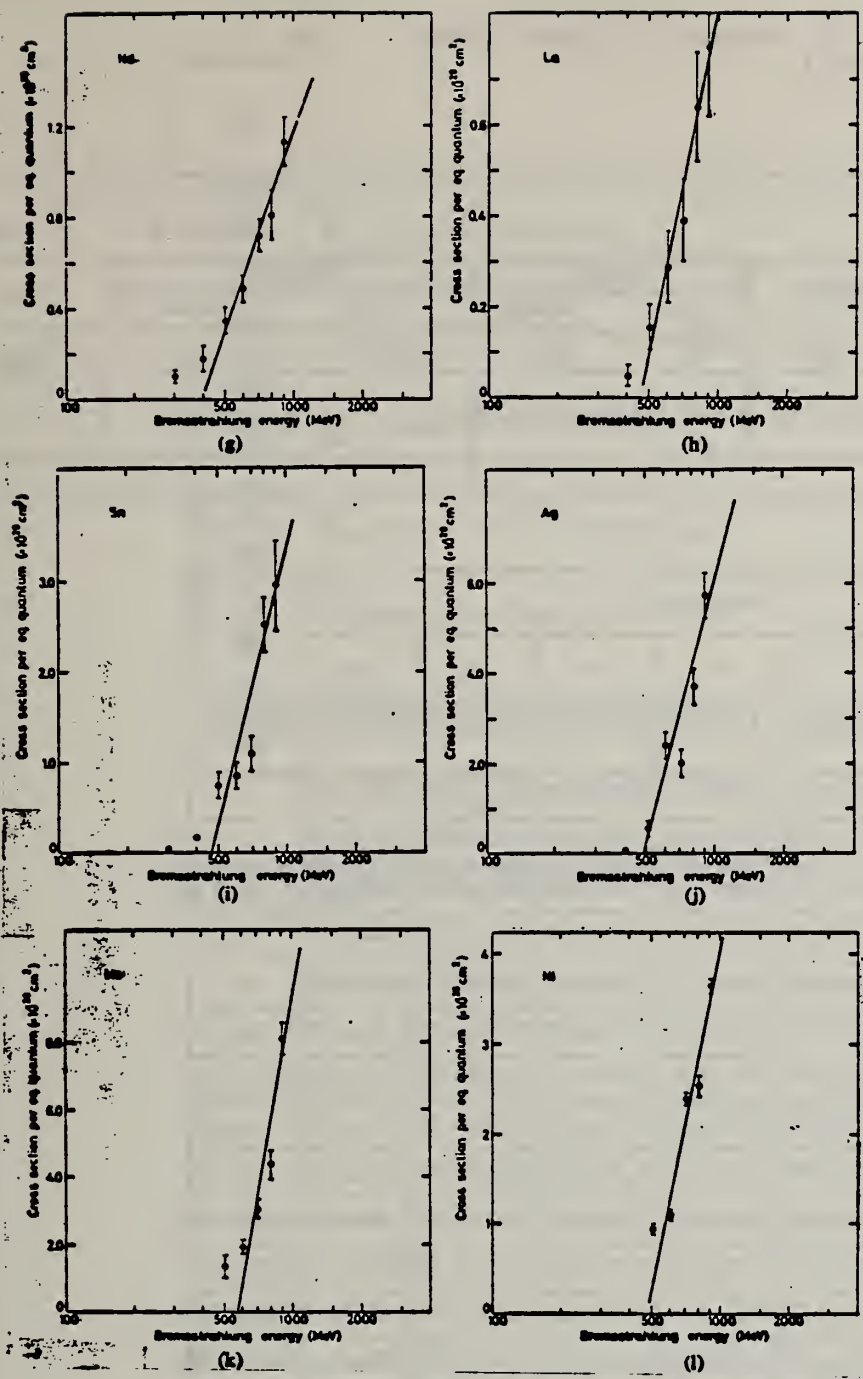 Cross section per eq quantum (×10²⁹ cm²)
Nd
1.2
0.8
0.4
0
100 500 1000 2000
Bremsstrahlung energy (MeV)
(g)
Cross section per eq quantum (×10²⁹ cm²)
La
0.6
0.4
0.2
0
100 500 1000 2000
Bremsstrahlung energy (MeV)
(h)
Cross section per eq quantum (×10²⁹ cm²)
Sn
3.0
2.0
1.0
0
100 500 1000 2000
Bremsstrahlung energy (MeV)
(i)
Cross section per eq quantum (×10²⁹ cm²)
Ag
6.0
4.0
2.0
0
100 500 1000 2000
Bremsstrahlung energy (MeV)
(j)
Cross section per eq quantum (×10²⁹ cm²)
8.0
6.0
4.0
2.0
0
100 500 1000 2000
Bremsstrahlung energy (MeV)
(k)
Cross section per eq quantum (×10²⁹ cm²)
Ni
4
3
2
1
0
100 500 1000 2000
Bremsstrahlung energy (MeV)
(l)